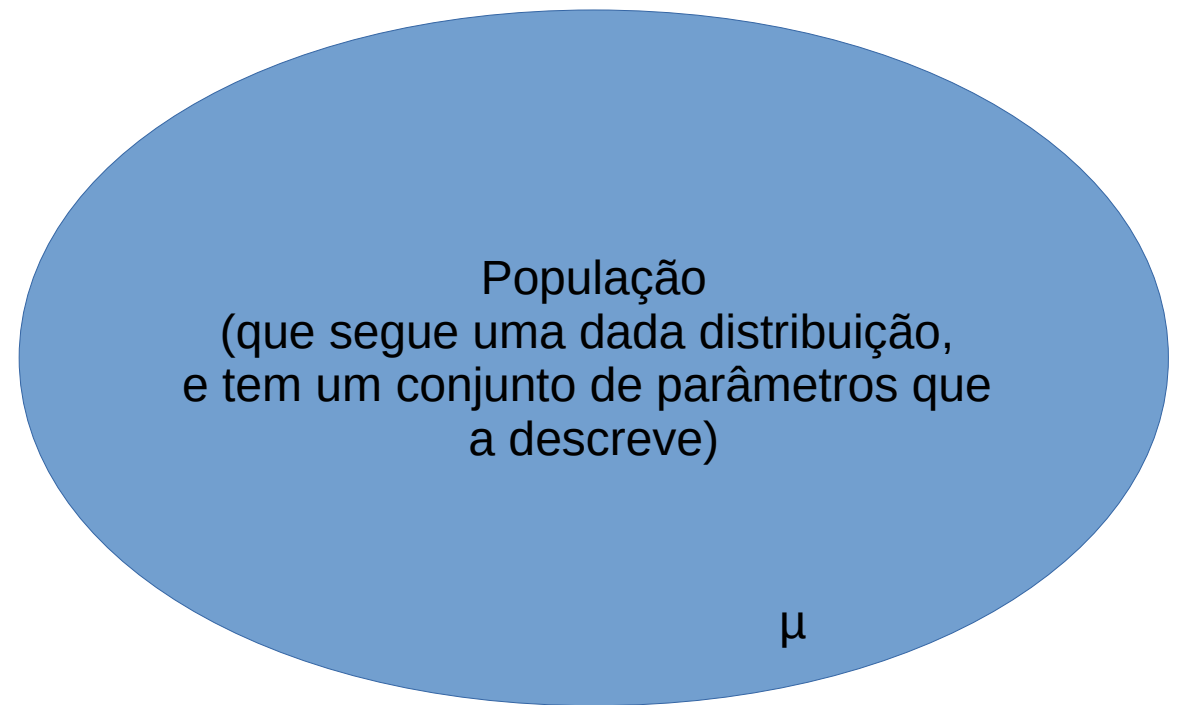 População
(que segue uma dada distribuição,
e tem um conjunto de parâmetros que
a descreve)
µ